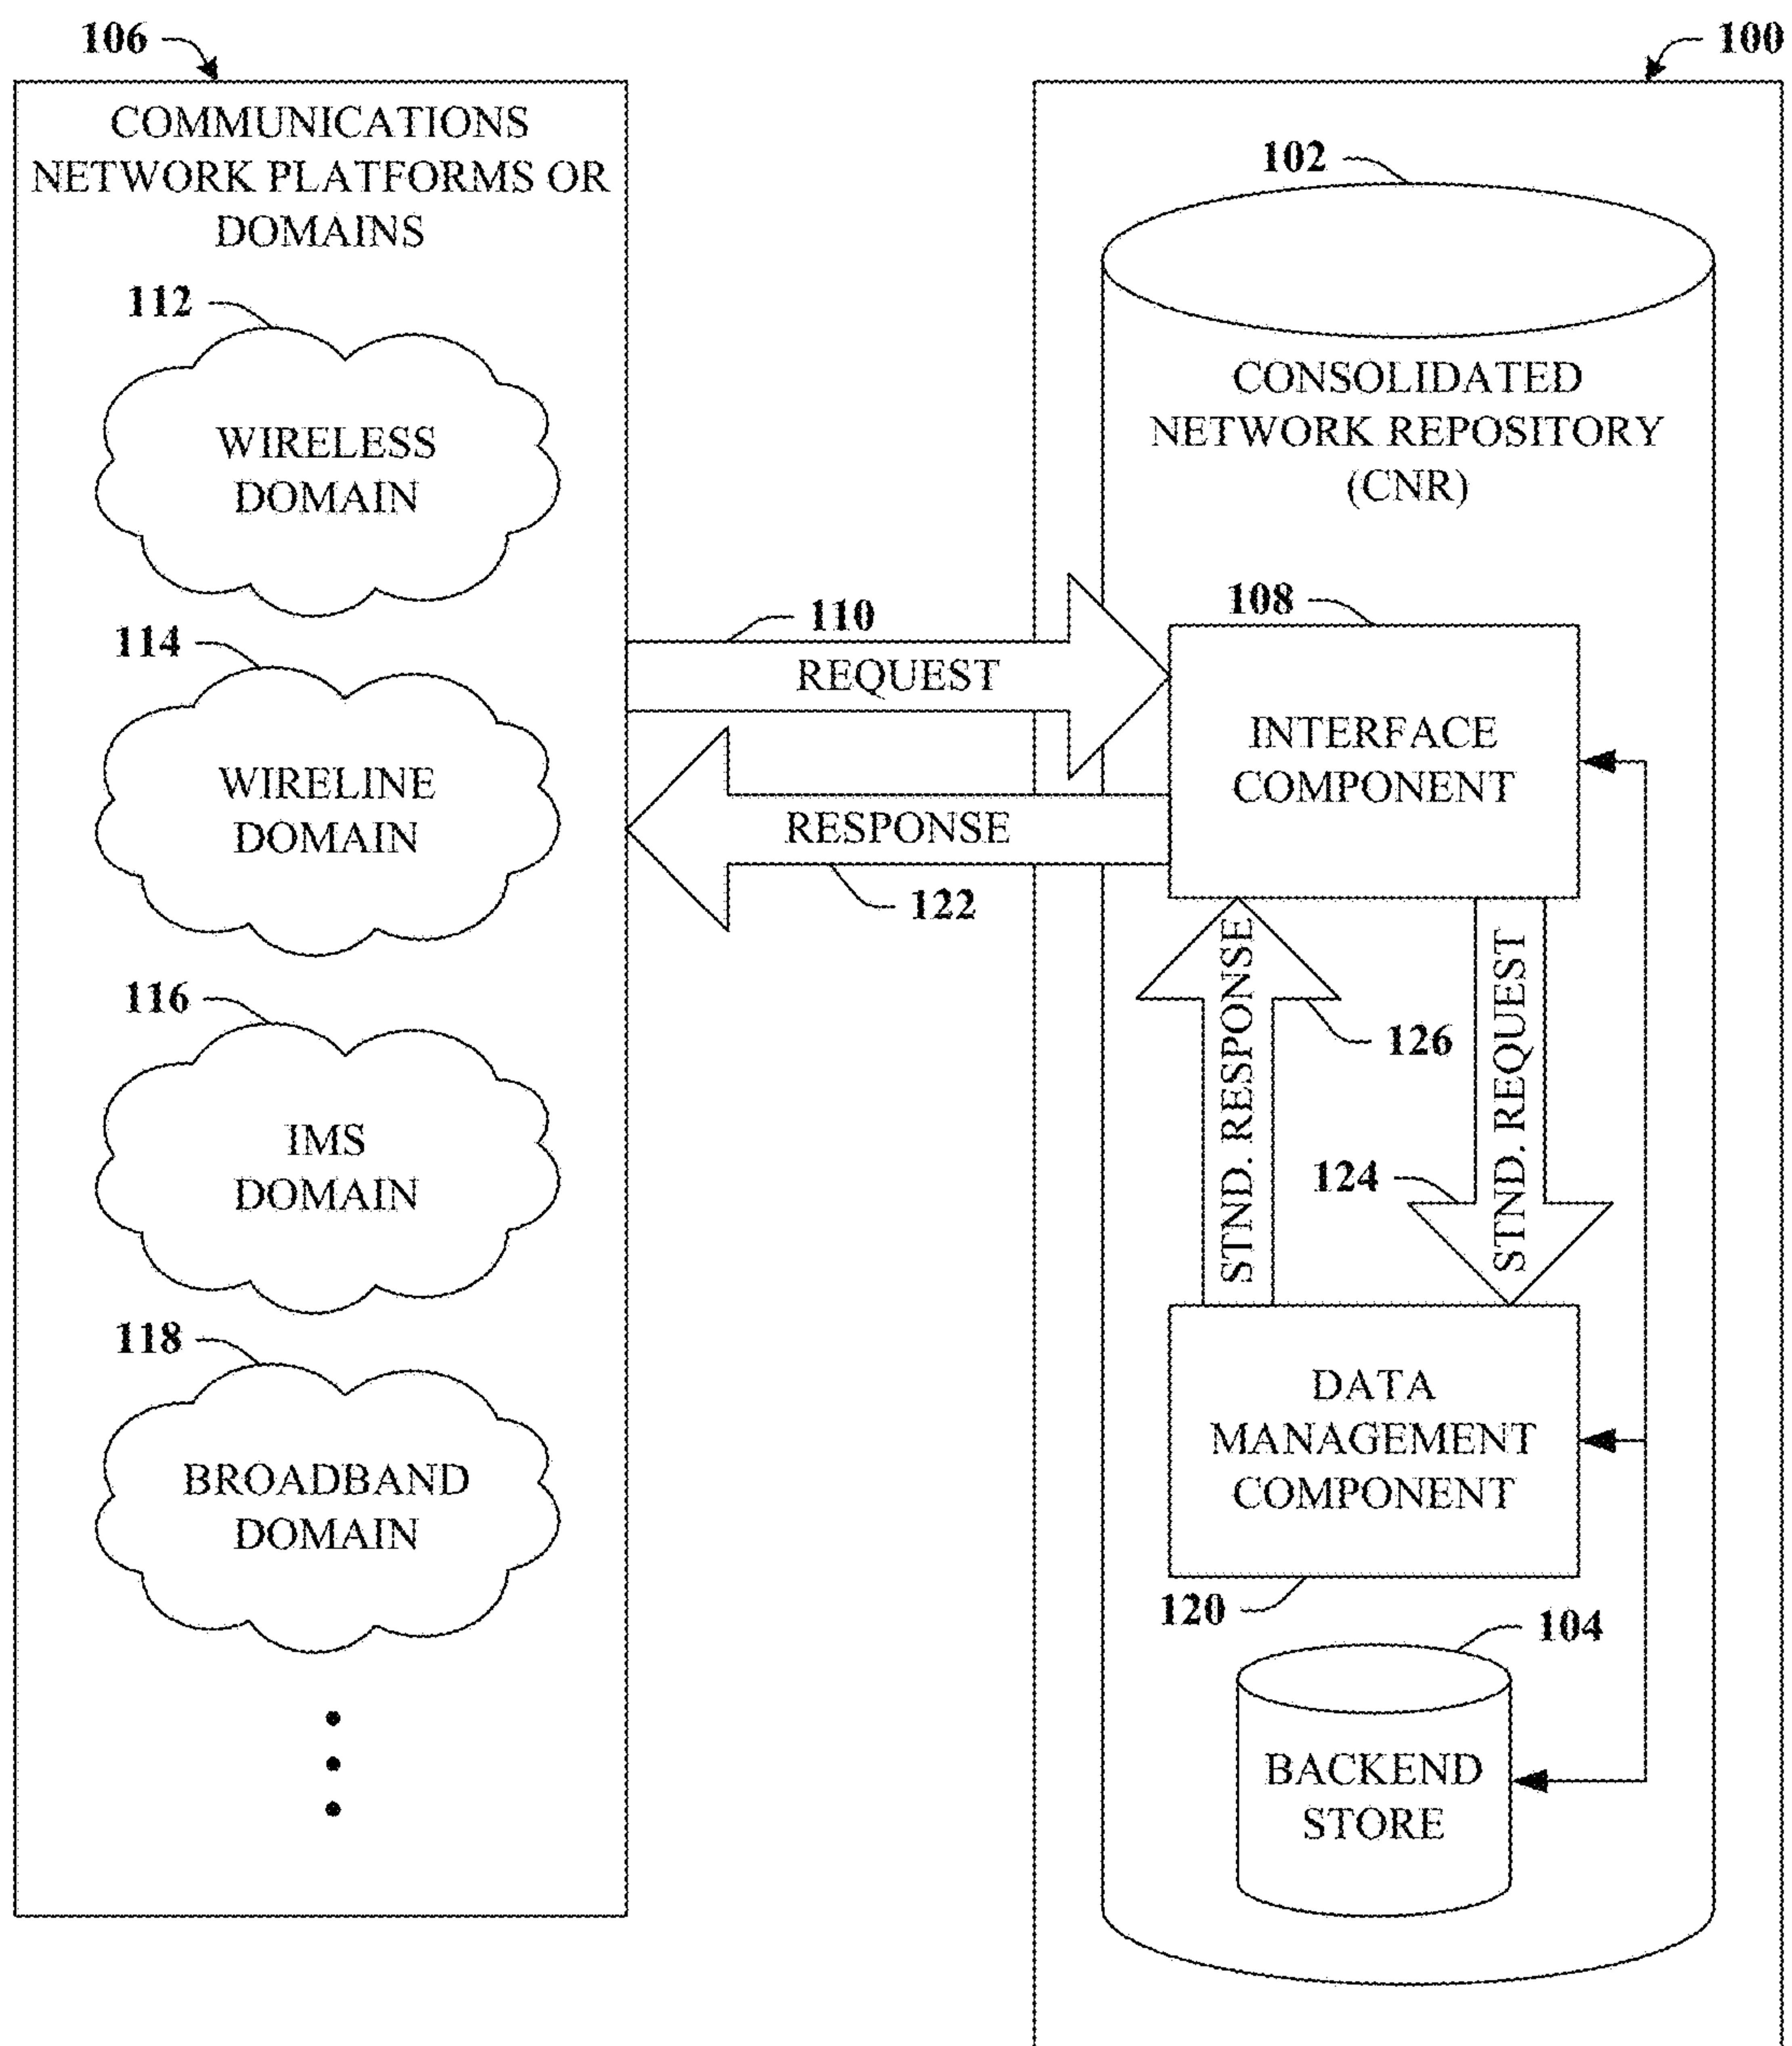 106
COMMUNICATIONS
NETWORK PLATFORMS OR
DOMAINS
112
WIRELESS
DOMAIN
114
WIRELINE
DOMAIN
116
IMS
DOMAIN
118
BROADBAND
DOMAIN
110
REQUEST
RESPONSE
122
100
102
CONSOLIDATED
NETWORK REPOSITORY
(CNR)
108
INTERFACE
COMPONENT
STND. RESPONSE
126
STND. REQUEST
124
DATA
MANAGEMENT
COMPONENT
120
104
BACKEND
STORE